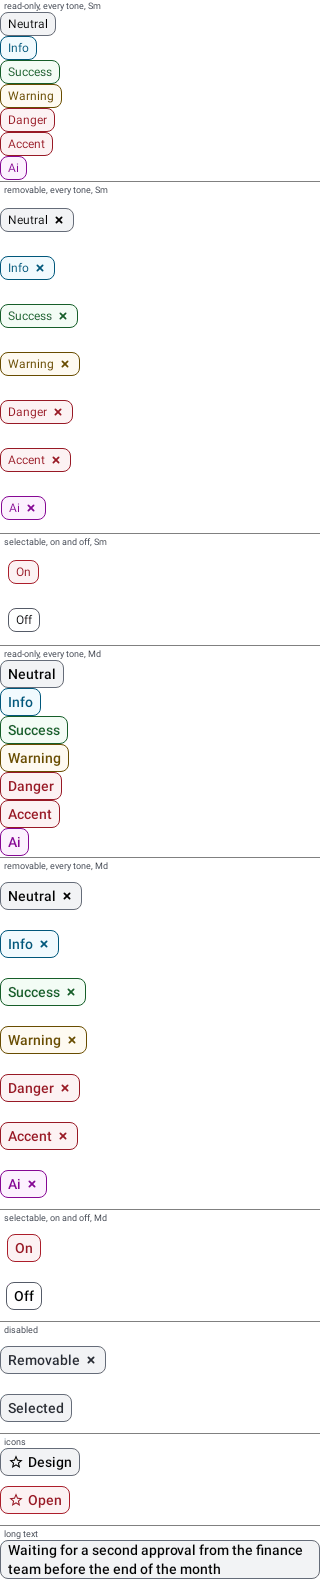 read-only, every tone, Sm
Neutral
Info
Success
Warning
Danger
Accent
Ai
removable, every tone, Sm
Neutral ×
Info ×
Success ×
Warning ×
Danger ×
Accent ×
Ai ×
selectable, on and off, Sm
On
Off
read-only, every tone, Md
Neutral
Info
Success
Warning
Danger
Accent
Ai
removable, every tone, Md
Neutral ×
Info ×
Success ×
Warning ×
Danger ×
Accent ×
Ai ×
selectable, on and off, Md
On
Off
disabled
Removable ×
Selected
icons
Design
Open
long text
Waiting for a second approval from the finance
team before the end of the month